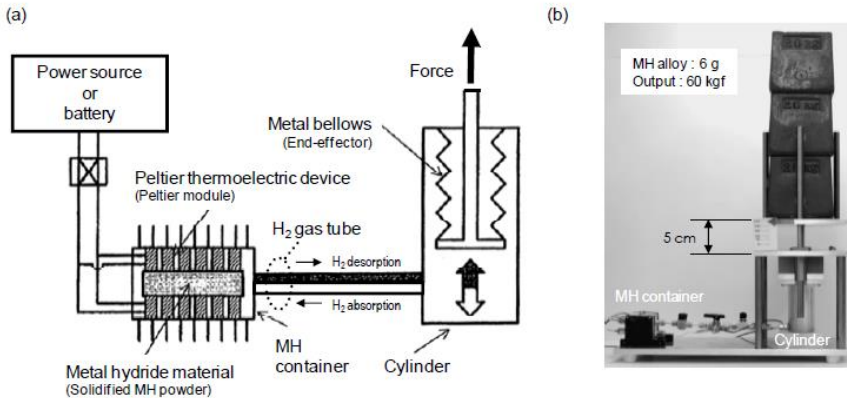 (a)
Power source
or
battery
Peltier thermoelectric device
(Peltier module)
H2 gas tube
Force
Metal bellows
(End-effector)
H2 desorption
H2 absorption
MH
container
Cylinder
Metal hydride material
(Solidified MH powder)
(b)
MH alloy : 6 g
Output : 60 kgf
5 cm
MH container
Cylinder